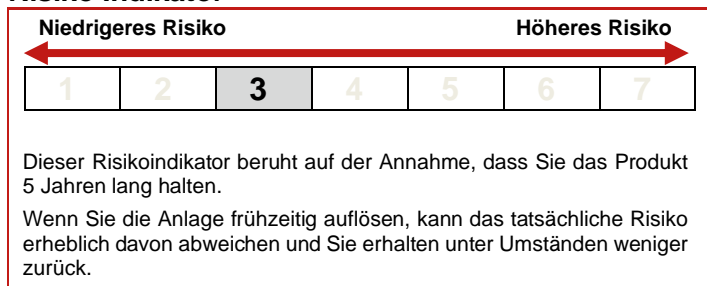 Niedrigeres Risiko Höheres Risiko
1 2 3 4 5 6 7
Dieser Risikoindikator beruht auf der Annahme, dass Sie das Produkt
5 Jahren lang halten.
Wenn Sie die Anlage frühzeitig auflösen, kann das tatsächliche Risiko
erheblich davon abweichen und Sie erhalten unter Umständen weniger
zurück.